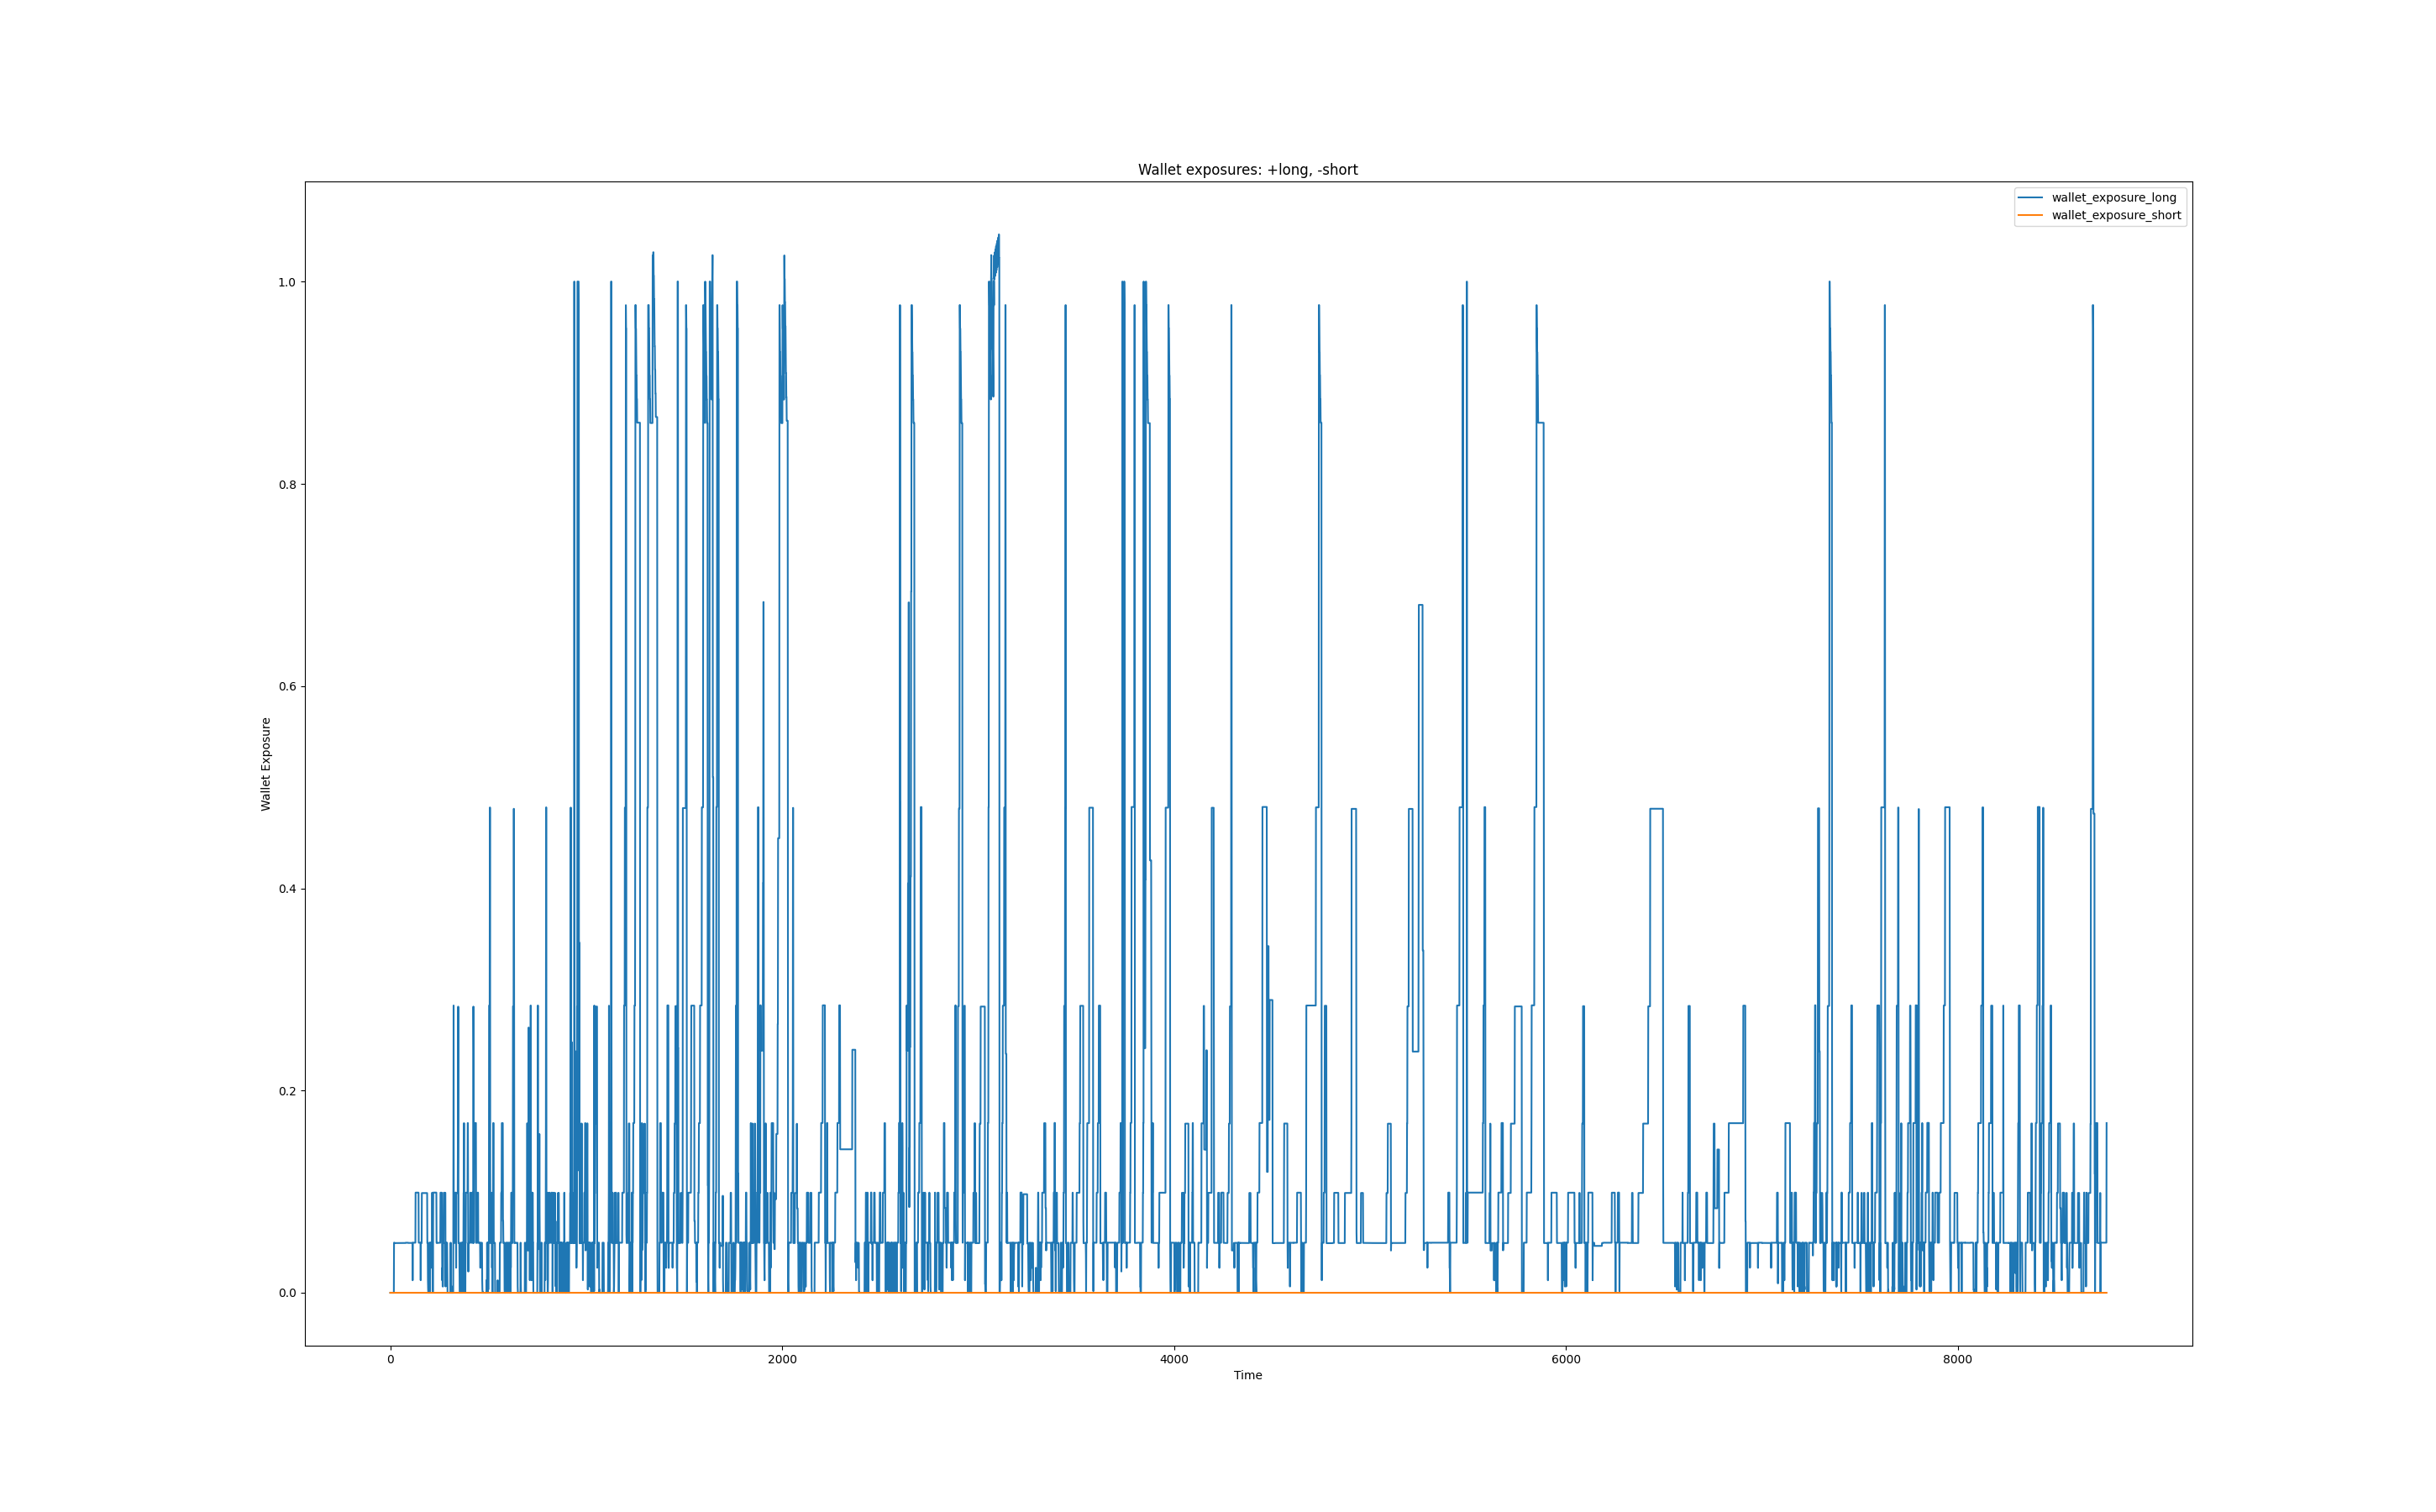 Wallet exposures: +long, -short
wallet_exposure_long
wallet_exposure_short
1.0
0.8
0.6
0.4
0.2
0.0
Wallet Exposure
0 2000 4000 6000 8000
Time